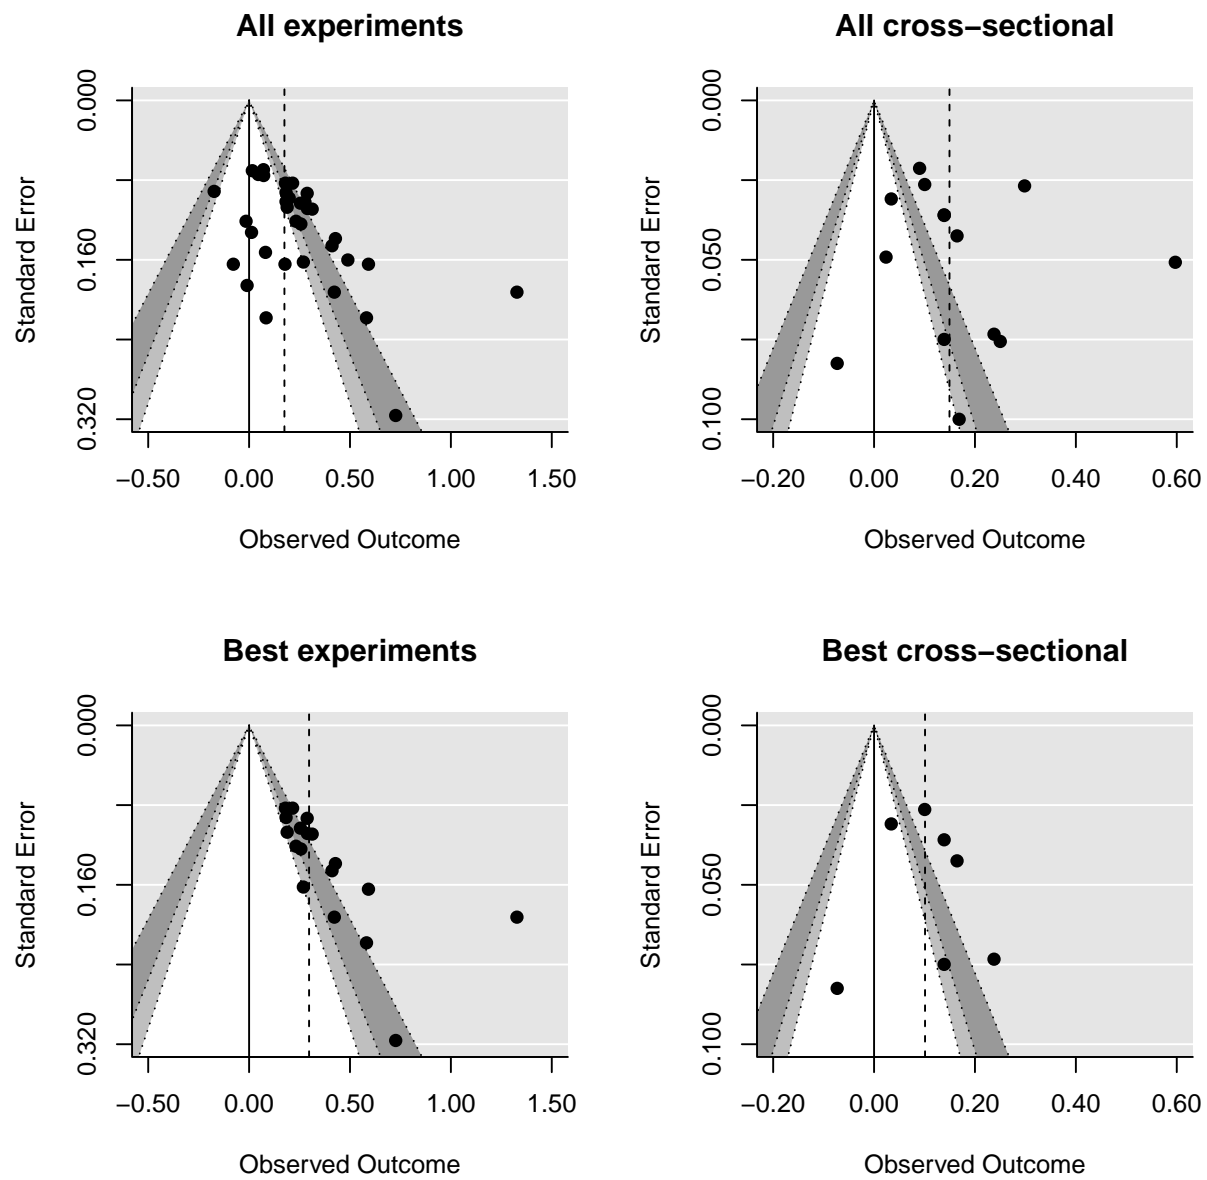 All experiments
0.000
0.160
0.320
Standard Error
−0.50 0.00 0.50 1.00 1.50
Observed Outcome
All cross−sectional
0.000
0.050
0.100
Standard Error
−0.20 0.00 0.20 0.40 0.60
Observed Outcome
Best experiments
0.000
0.160
0.320
Standard Error
−0.50 0.00 0.50 1.00 1.50
Observed Outcome
Best cross−sectional
0.000
0.050
0.100
Standard Error
−0.20 0.00 0.20 0.40 0.60
Observed Outcome